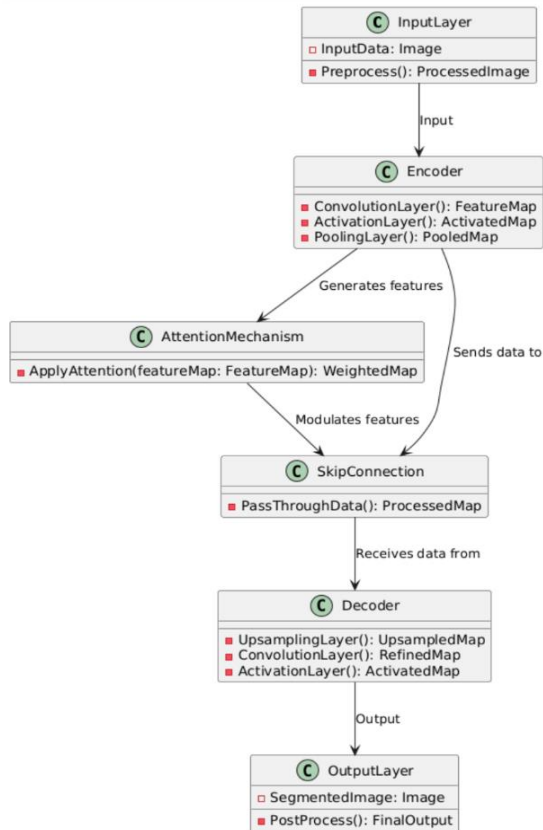 C InputLayer
InputData: Image
Preprocess(): ProcessedImage
Input
C Encoder
ConvolutionLayer(): FeatureMap
ActivationLayer(): ActivatedMap
PoolingLayer(): PooledMap
Generates features
C AttentionMechanism
ApplyAttention(featureMap: FeatureMap): WeightedMap
Sends data to
Modulates features
C SkipConnection
PassThroughData(): ProcessedMap
Receives data from
C Decoder
UpsamplingLayer(): UpsampledMap
ConvolutionLayer(): RefinedMap
ActivationLayer(): ActivatedMap
Output
C OutputLayer
SegmentedImage: Image
PostProcess(): FinalOutput